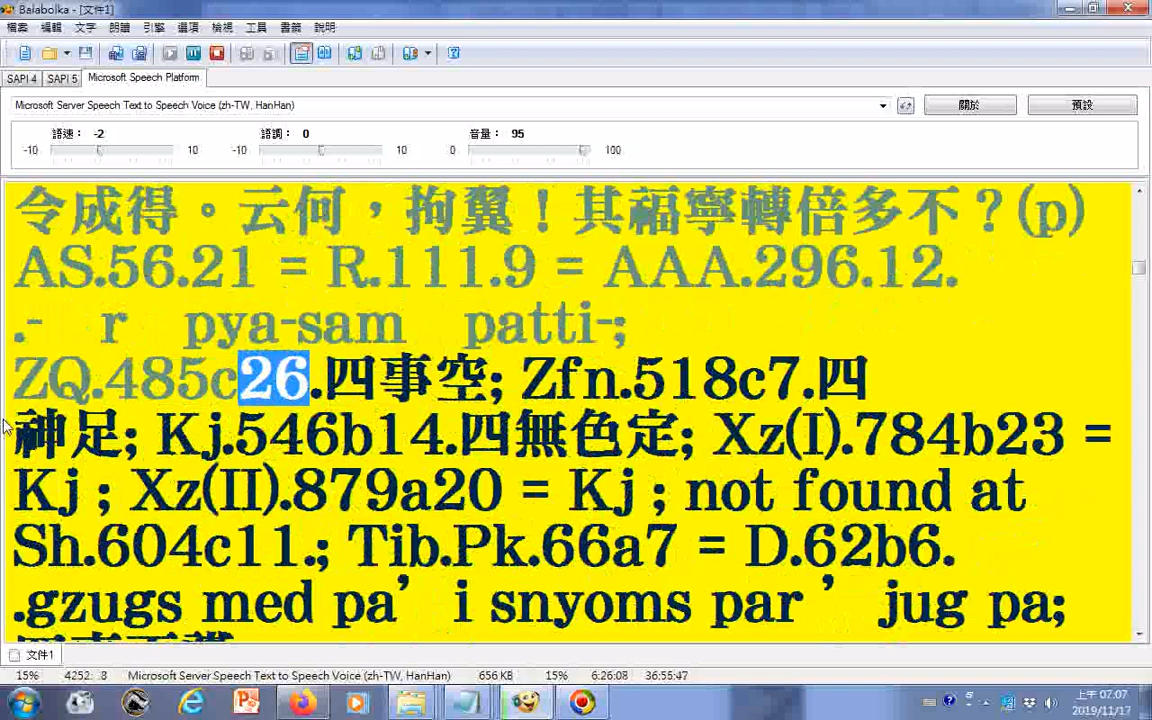 Balabolka - [文件1]
檔案 編輯 文字 朗讀 引擎 選項 檢視 工具 書籤 說明
SAPI 4 SAPI 5 Microsoft Speech Platform
Microsoft Server Speech Text to Speech Voice (zh-TW, HanHan) 關於 預設
語速： -2 語調： 0 音量： 95
-10 10 -10 10 0 100
令成得。云何，拘翼！其福寧轉倍多不？(p)
AS.56.21 = R.111.9 = AAA.296.12.
.- r pya-sam patti-;
ZQ.485c26.四事空; Zfn.518c7.四
神足; Kj.546b14.四無色定; Xz(I).784b23 =
Kj ; Xz(II).879a20 = Kj ; not found at
Sh.604c11.; Tib.Pk.66a7 = D.62b6.
.gzugs med pa’ i snyoms par ’ jug pa;
文件1
15% 4252: 8 Microsoft Server Speech Text to Speech Voice (zh-TW, HanHan) 656 KB 15% 6:26:08 36:55:47
上午 07:07
2019/11/17